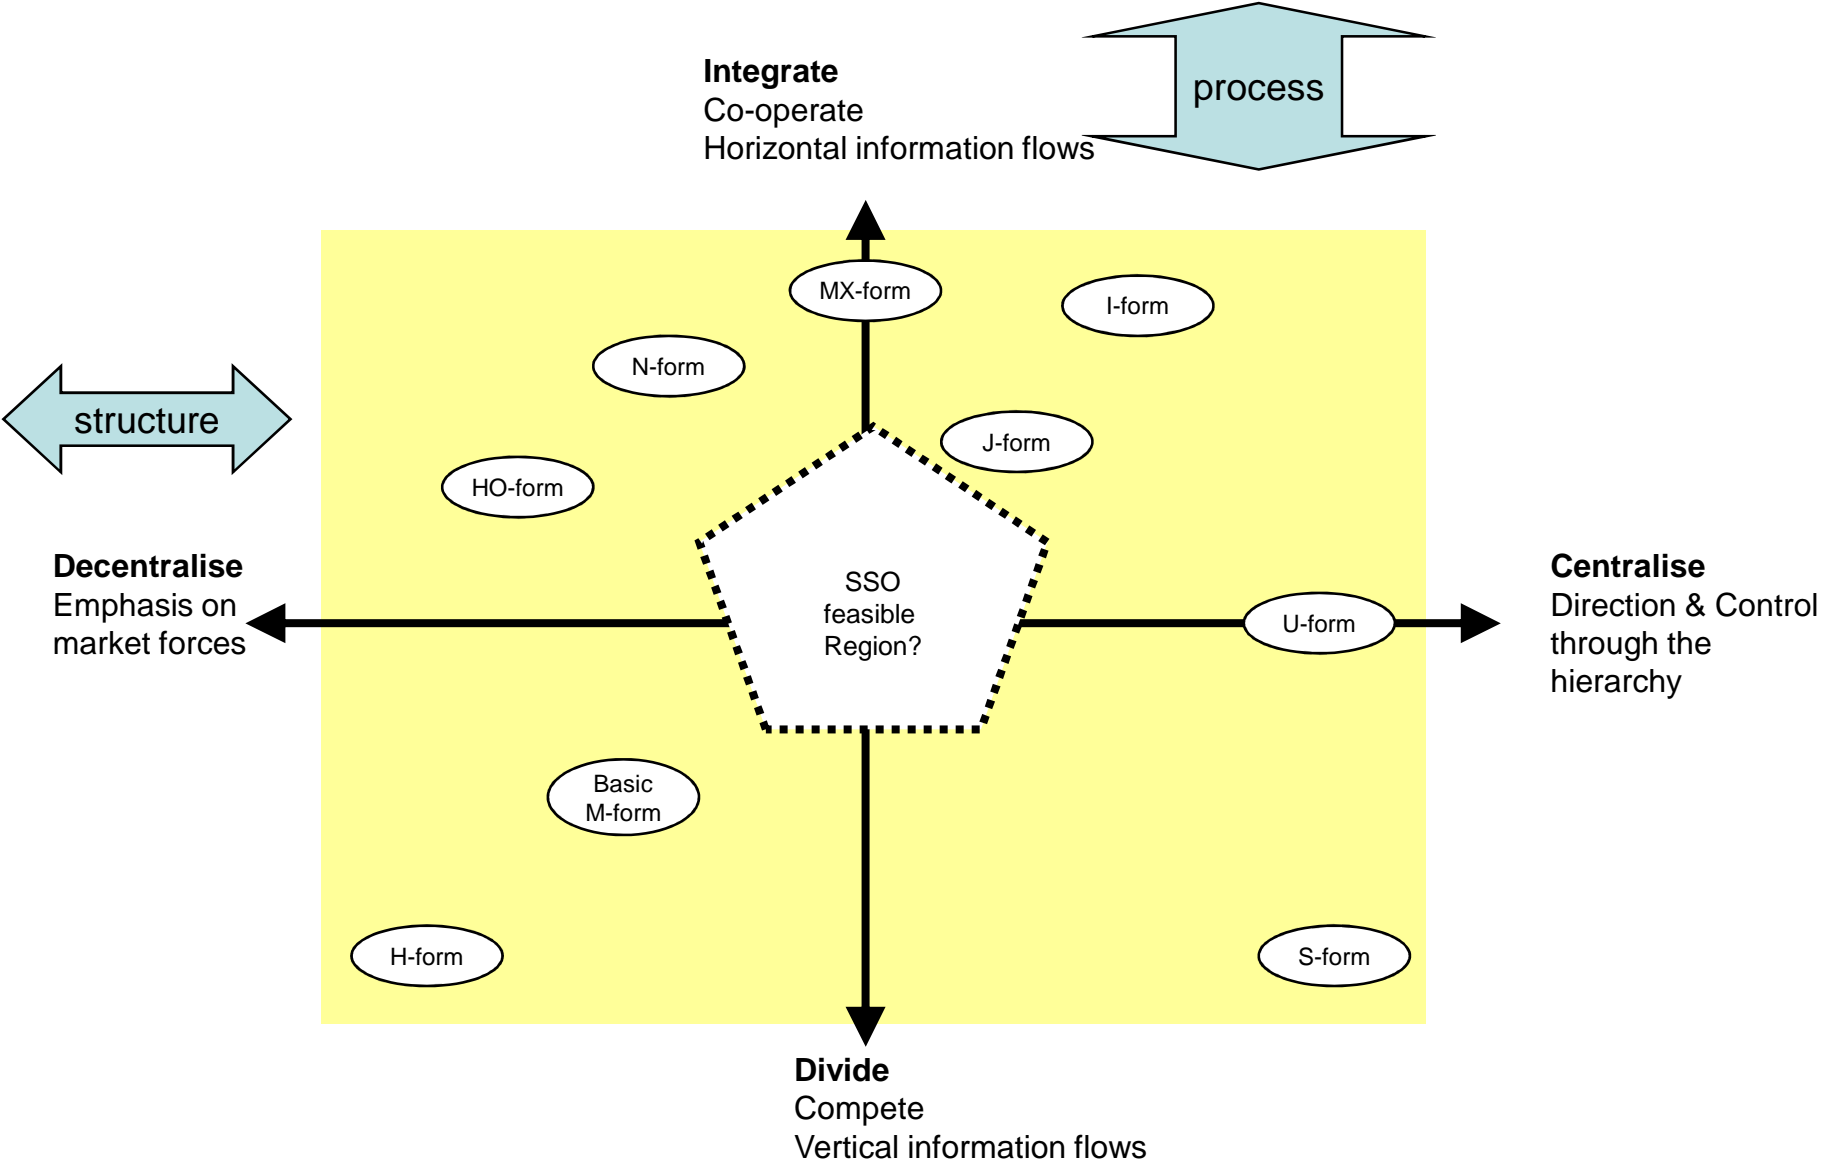 process
Integrate
Co-operate
Horizontal information flows
MX-form
I-form
N-form
structure
J-form
HO-form
Decentralise
Emphasis on
market forces
SSO
feasible
Region?
U-form
Centralise
Direction & Control
through the
hierarchy
Basic
M-form
H-form
S-form
Divide
Compete
Vertical information flows